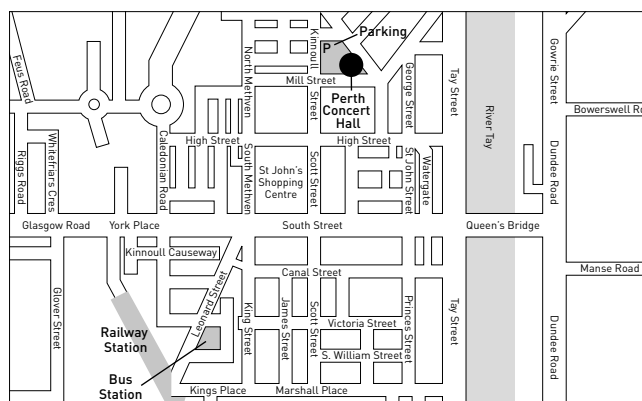 Parking
P
Kinnoull
Street
Feus Road
North Methven
Mill Street
George Street
Tay Street
River Tay
Gowrie Street
Perth
Concert
Hall
Bowerswell Road
High Street
High Street
Riggs Road
Whitefriars Cres
Caledonian Road
South Methven
St John's
Shopping
Centre
Scott Street
St John Street
Watergate
Dundee Road
Glasgow Road
York Place
South Street
Queen's Bridge
Kinnoull Causeway
Canal Street
Manse Road
Glover Street
Leonard Street
King Street
James Street
Scott Street
Princes Street
Tay Street
Dundee Road
Victoria Street
Railway
Station
S. William Street
Bus
Station
Kings Place
Marshall Place